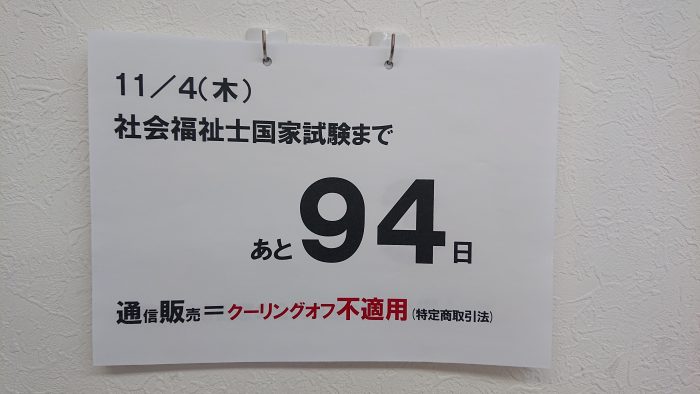 11／4(木)
社会福祉士国家試験まで
あと94日
通信販売＝クーリングオフ不適用(特定商取引法)